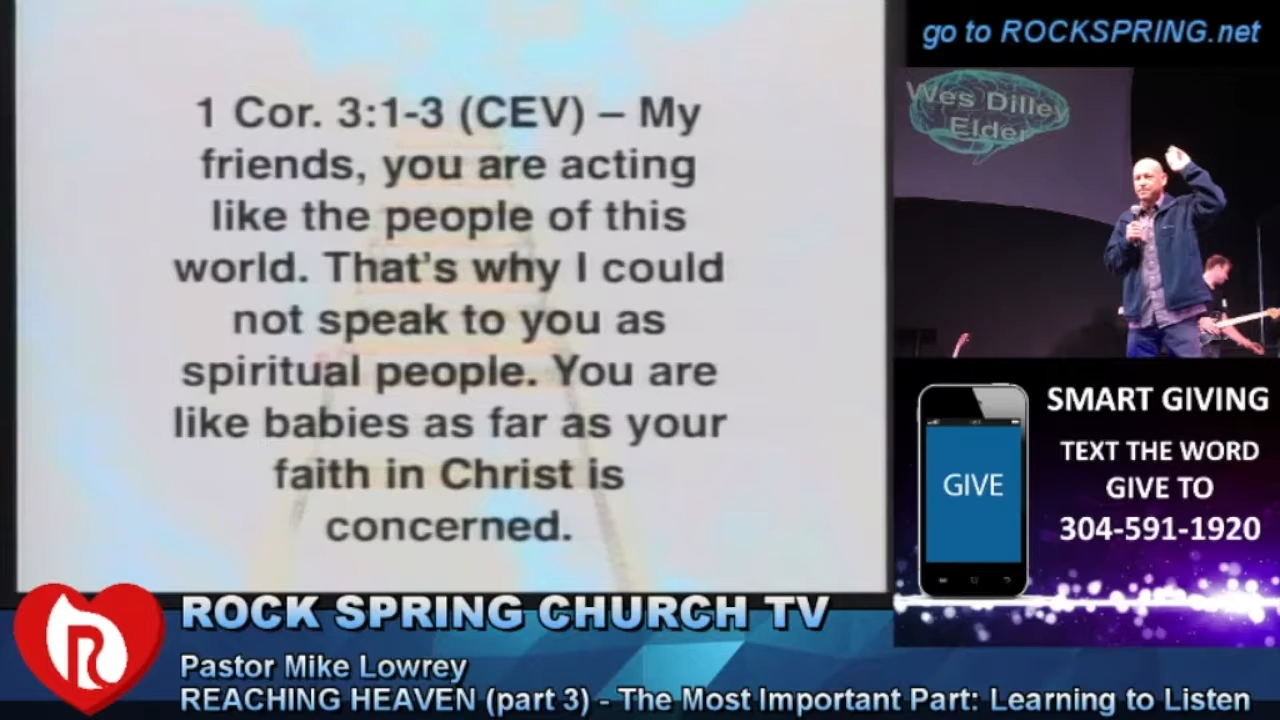 1 Cor. 3:1-3 (CEV) – My
friends, you are acting
like the people of this
world. That's why I could
not speak to you as
spiritual people. You are
like babies as far as your
faith in Christ is
concerned.
go to ROCKSPRING.net
Wes Dilley
Elder
SMART GIVING
TEXT THE WORD
GIVE TO
304-591-1920
GIVE
R
ROCK SPRING CHURCH TV
Pastor Mike Lowrey
REACHING HEAVEN (part 3) - The Most Important Part: Learning to Listen